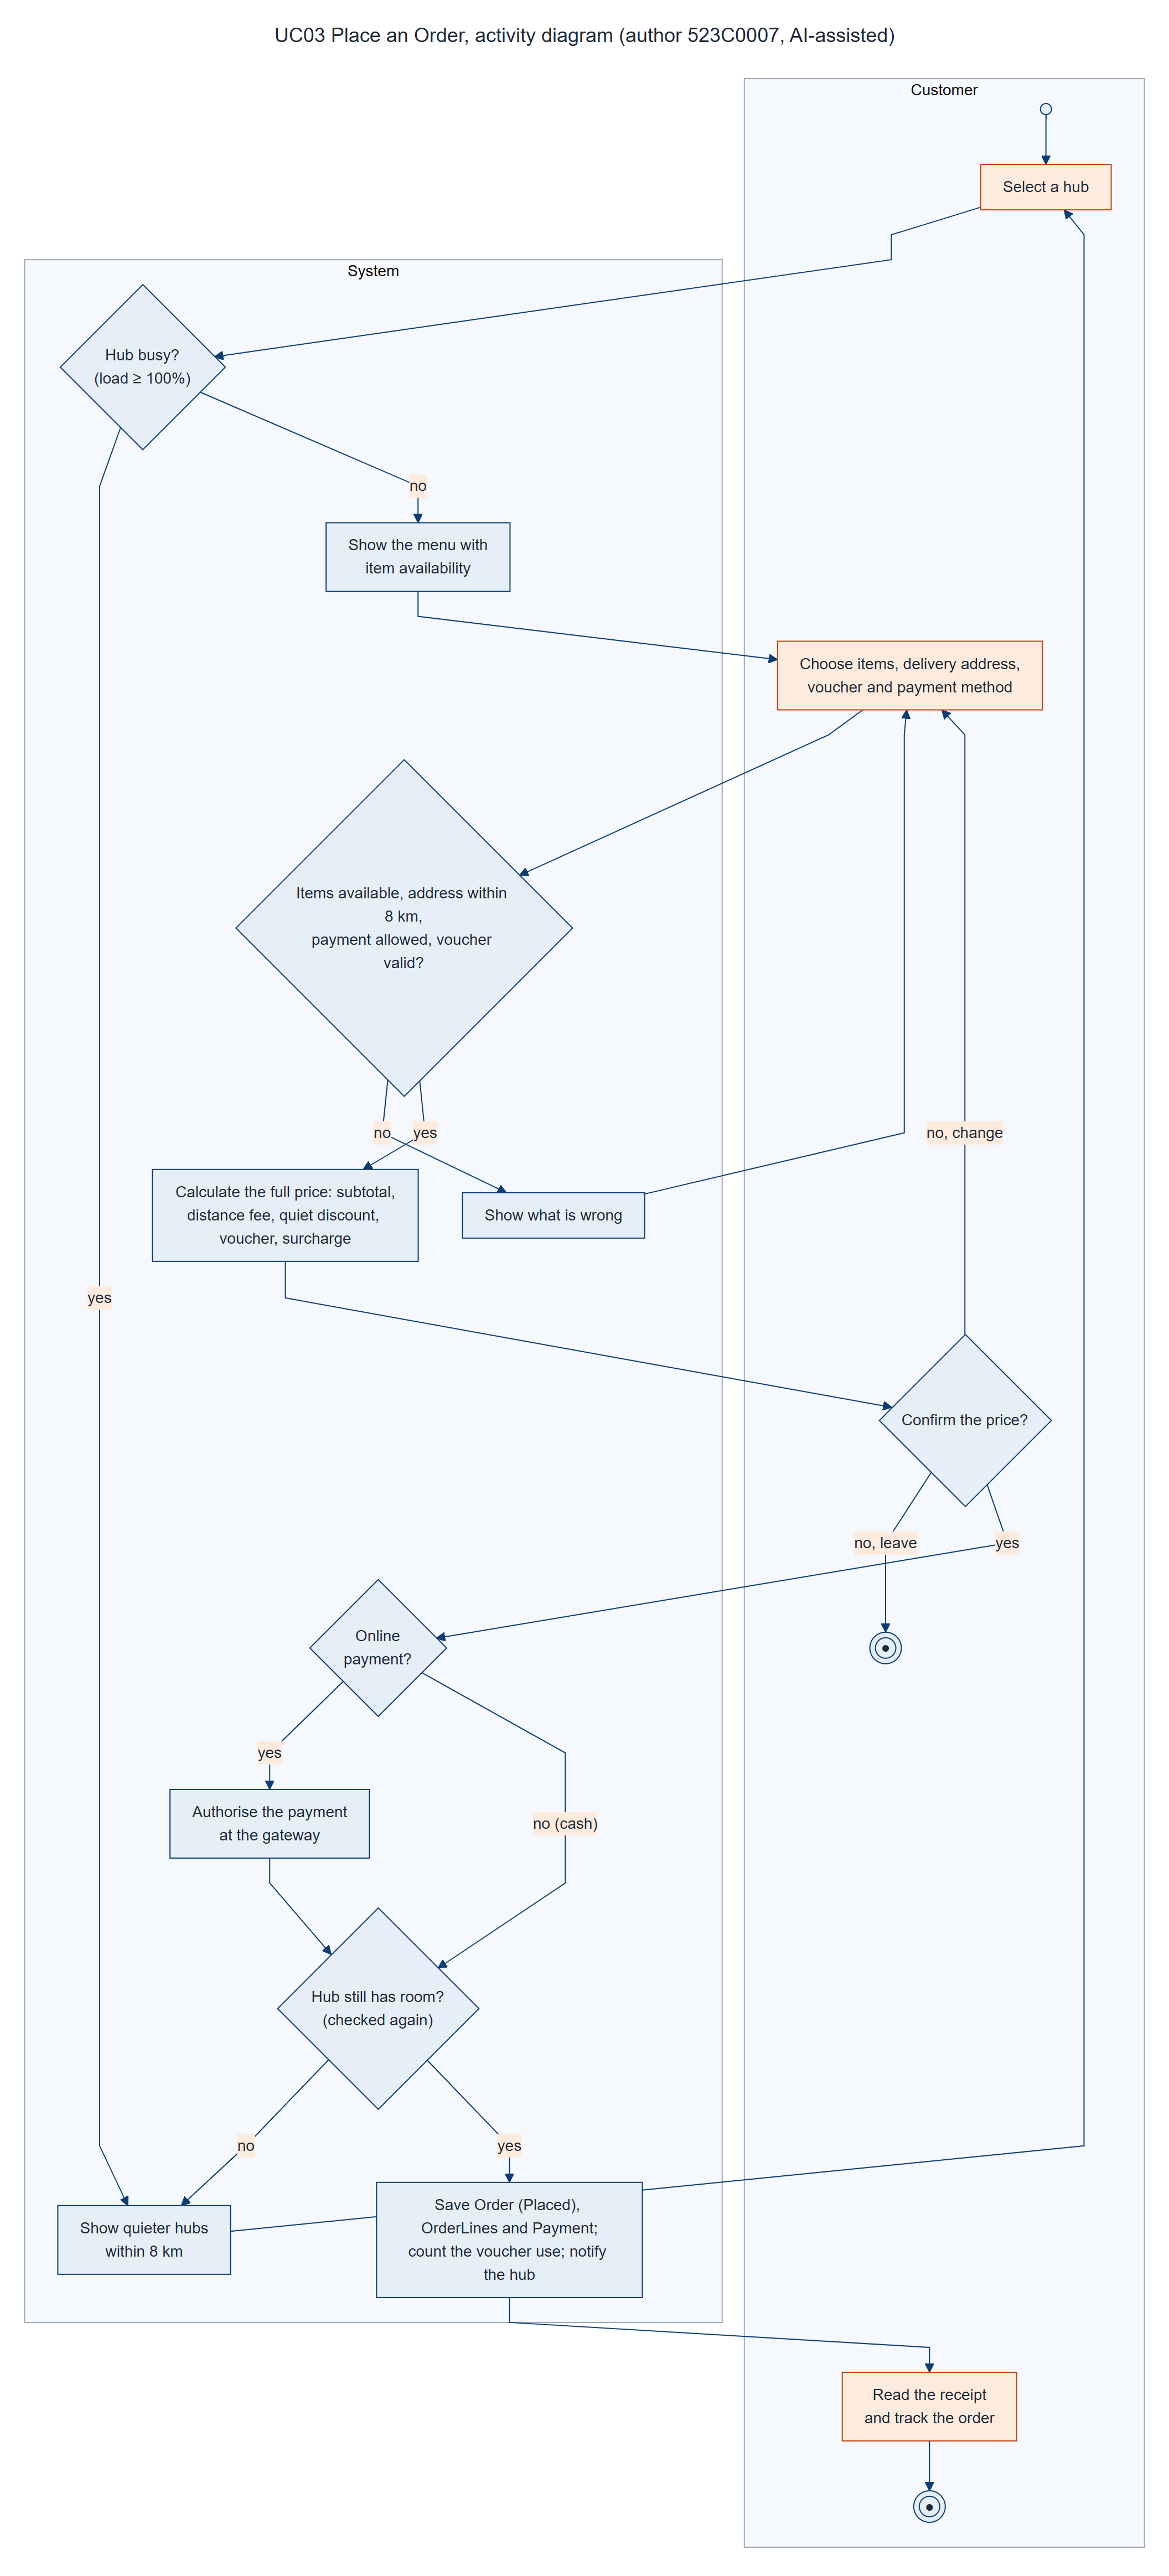 UC03 Place an Order, activity diagram (author 523C0007, AI-assisted)
Customer
Select a hub
System
Hub busy?
(load ≥ 100%)
no
Show the menu with
item availability
Choose items, delivery address,
voucher and payment method
Items available, address within
8 km,
payment allowed, voucher
valid?
no
yes
no, change
Calculate the full price: subtotal,
distance fee, quiet discount,
voucher, surcharge
Show what is wrong
yes
Confirm the price?
no, leave
yes
Online
payment?
yes
Authorise the payment
at the gateway
no (cash)
Hub still has room?
(checked again)
no
yes
Show quieter hubs
within 8 km
Save Order (Placed),
OrderLines and Payment;
count the voucher use; notify
the hub
Read the receipt
and track the order